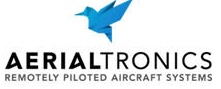 AERIALTRONICS
REMOTELY PILOTED AIRCRAFT SYSTEMS